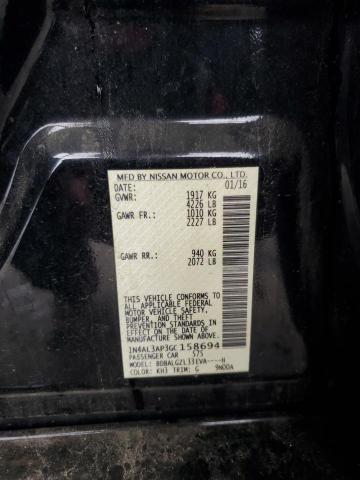 MFD BY NISSAN MOTOR CO., LTD.
DATE: 01/16
GVWR: 1917 KG
4226 LB
GAWR FR: 1010 KG
2227 LB
GAWR RR: 940 KG
2072 LB
THIS VEHICLE CONFORMS TO ALL
APPLICABLE FEDERAL
MOTOR VEHICLE SAFETY,
BUMPER, AND THEFT
PREVENTION STANDARDS
IN EFFECT ON THE DATE OF
MANUFACTURE SHOWN ABOVE.
1N4AL3AP3GC158694
PASSENGER CAR 575
MODEL: BDBALGZL33EVA----H
COLOR: KH3 TRIM: G 9N00A